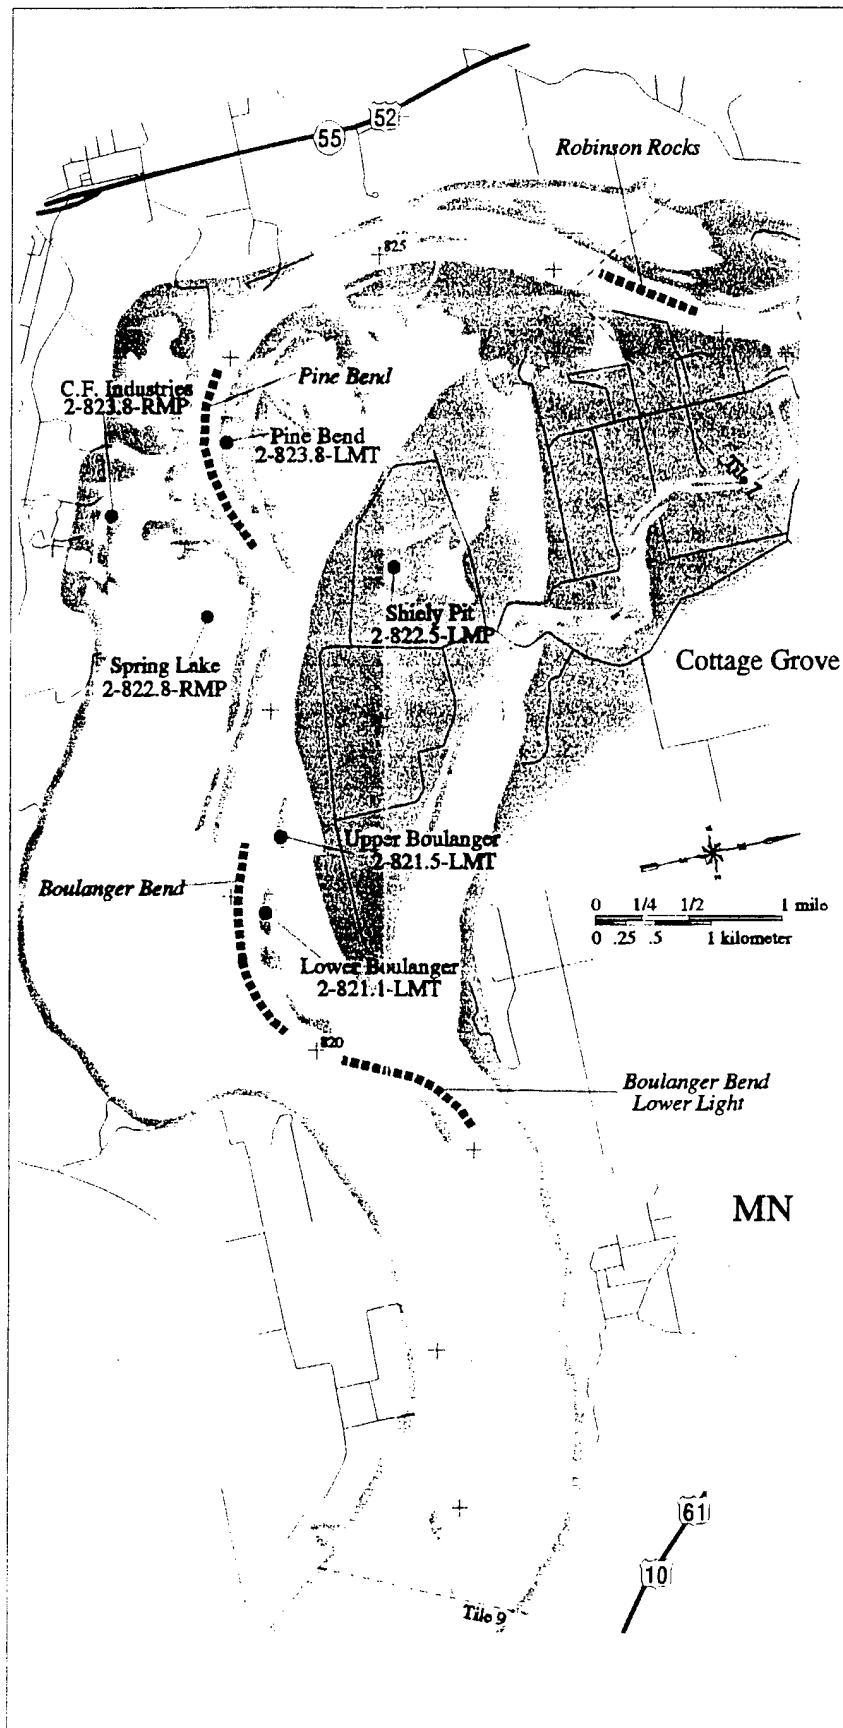 52
55
Robinson Rocks
825
C.F. Industries
2-823.8-RMP
Pine Bend
Pine Bend
2-823.8-LMT
Tile 7
Shiely Pit
2-822.5-LMP
Spring Lake
2-822.8-RMP
Cottage Grove
Upper Boulanger
2-821.5-LMT
Boulanger Bend
0 1/4 1/2 1 mile
0 .25 .5 1 kilometer
Lower Boulanger
2-821.1-LMT
820
Boulanger Bend
Lower Light
MN
61
10
Tile 9